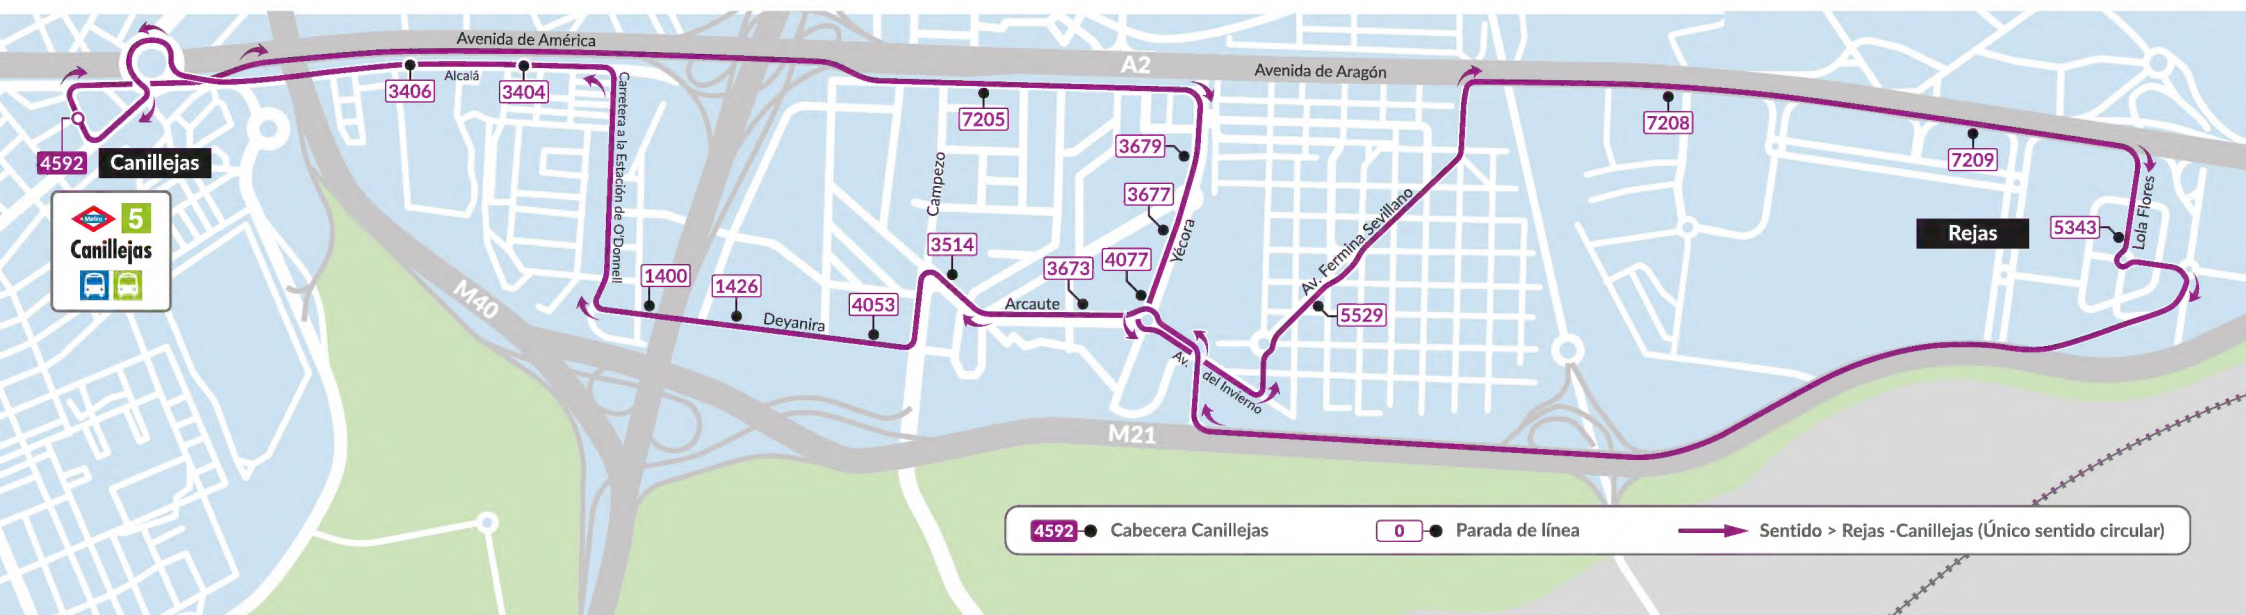 Avenida de América
A2
Avenida de Aragón
Alcalá
3406
3404
7205
7208
7209
4592
Canillejas
Metro
5
Canillejas
Carretera a la Estación de O'Donnell
Campezo
3679
3677
Yécora
Av. Fermina Sevillano
Lola Flores
5343
Rejas
3514
3673
4077
1400
1426
4053
Deyanira
Arcaute
5529
M40
Av. del Invierno
M21
4592 Cabecera Canillejas
0 Parada de línea
Sentido > Rejas -Canillejas (Único sentido circular)